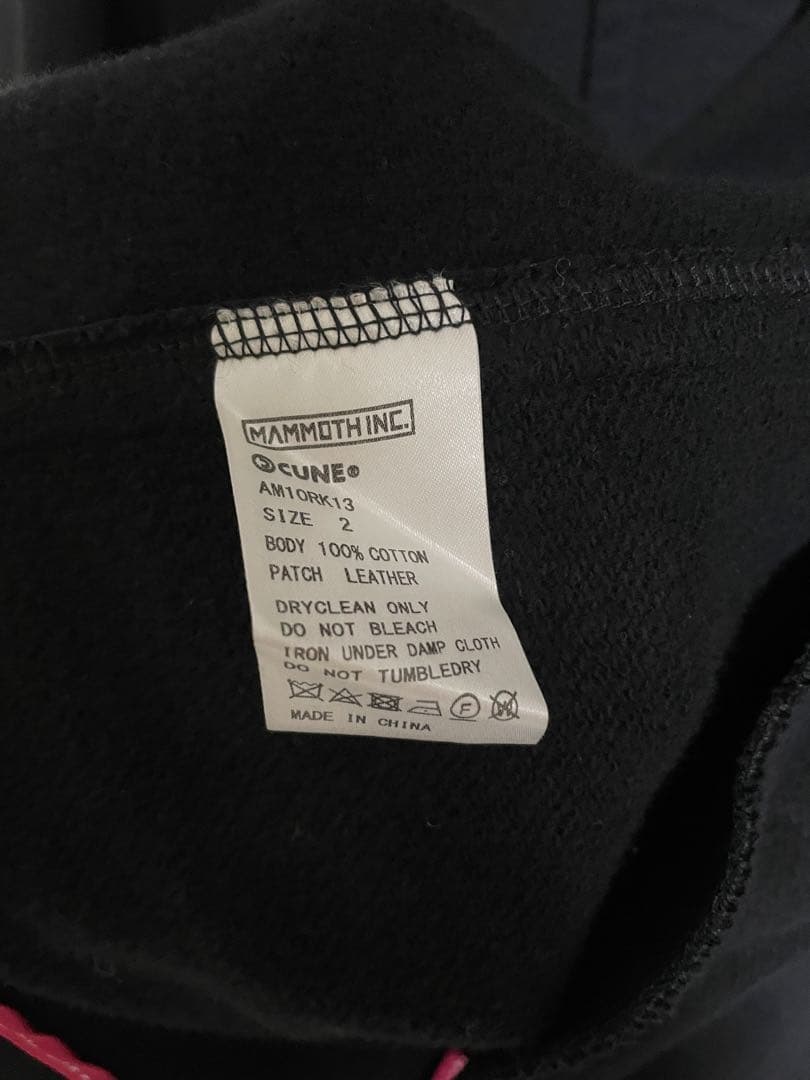 MAMMOTH INC.
CUNE®
AM10RK13
SIZE 2
BODY 100% COTTON
PATCH LEATHER
DRYCLEAN ONLY
DO NOT BLEACH
IRON UNDER DAMP CLOTH
DO NOT TUMBLEDRY
F W
MADE IN CHINA